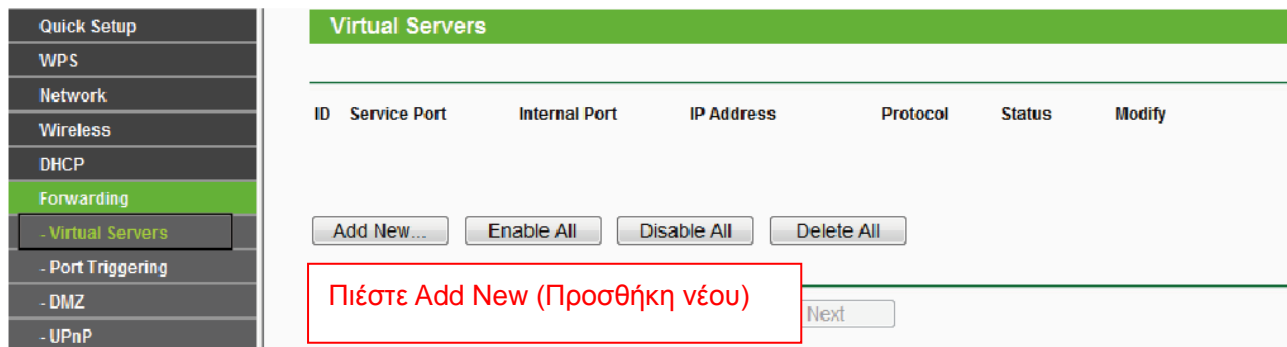 Quick Setup
WPS
Network
Wireless
DHCP
Forwarding
- Virtual Servers
- Port Triggering
- DMZ
- UPnP
Virtual Servers
ID Service Port Internal Port IP Address Protocol Status Modify
Add New... Enable All Disable All Delete All
Πιέστε Add New (Προσθήκη νέου)
Next